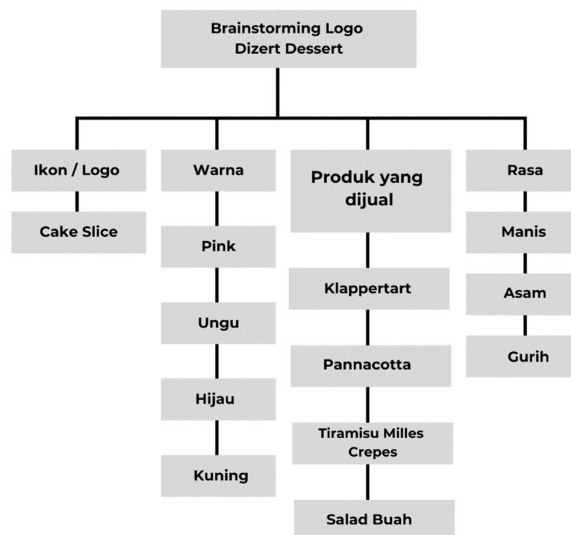 Brainstorming Logo
Dizert Dessert
Ikon / Logo
Cake Slice
Warna
Pink
Ungu
Hijau
Kuning
Produk yang
dijual
Klappertart
Pannacotta
Tiramisu Milles
Crepes
Salad Buah
Rasa
Manis
Asam
Gurih